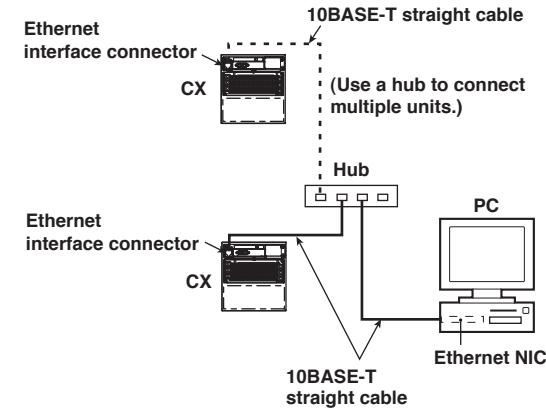 10BASE-T straight cable
Ethernet
interface connector
CX
(Use a hub to connect
multiple units.)
Hub
PC
Ethernet
interface connector
CX
Ethernet NIC
10BASE-T
straight cable